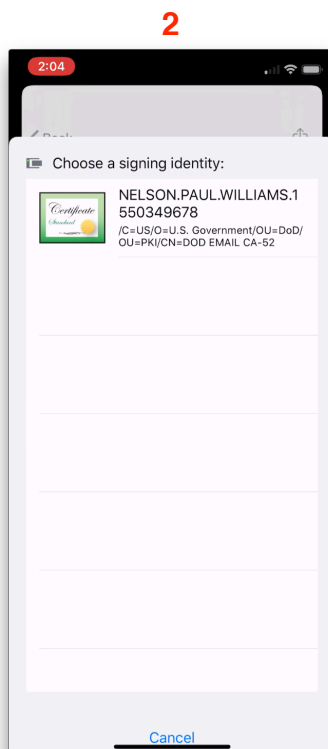 2
2:04
Back
Choose a signing identity:
Certificate
Standard
NELSON.PAUL.WILLIAMS.1
550349678
/C=US/O=U.S. Government/OU=DoD/
OU=PKI/CN=DOD EMAIL CA-52
Cancel